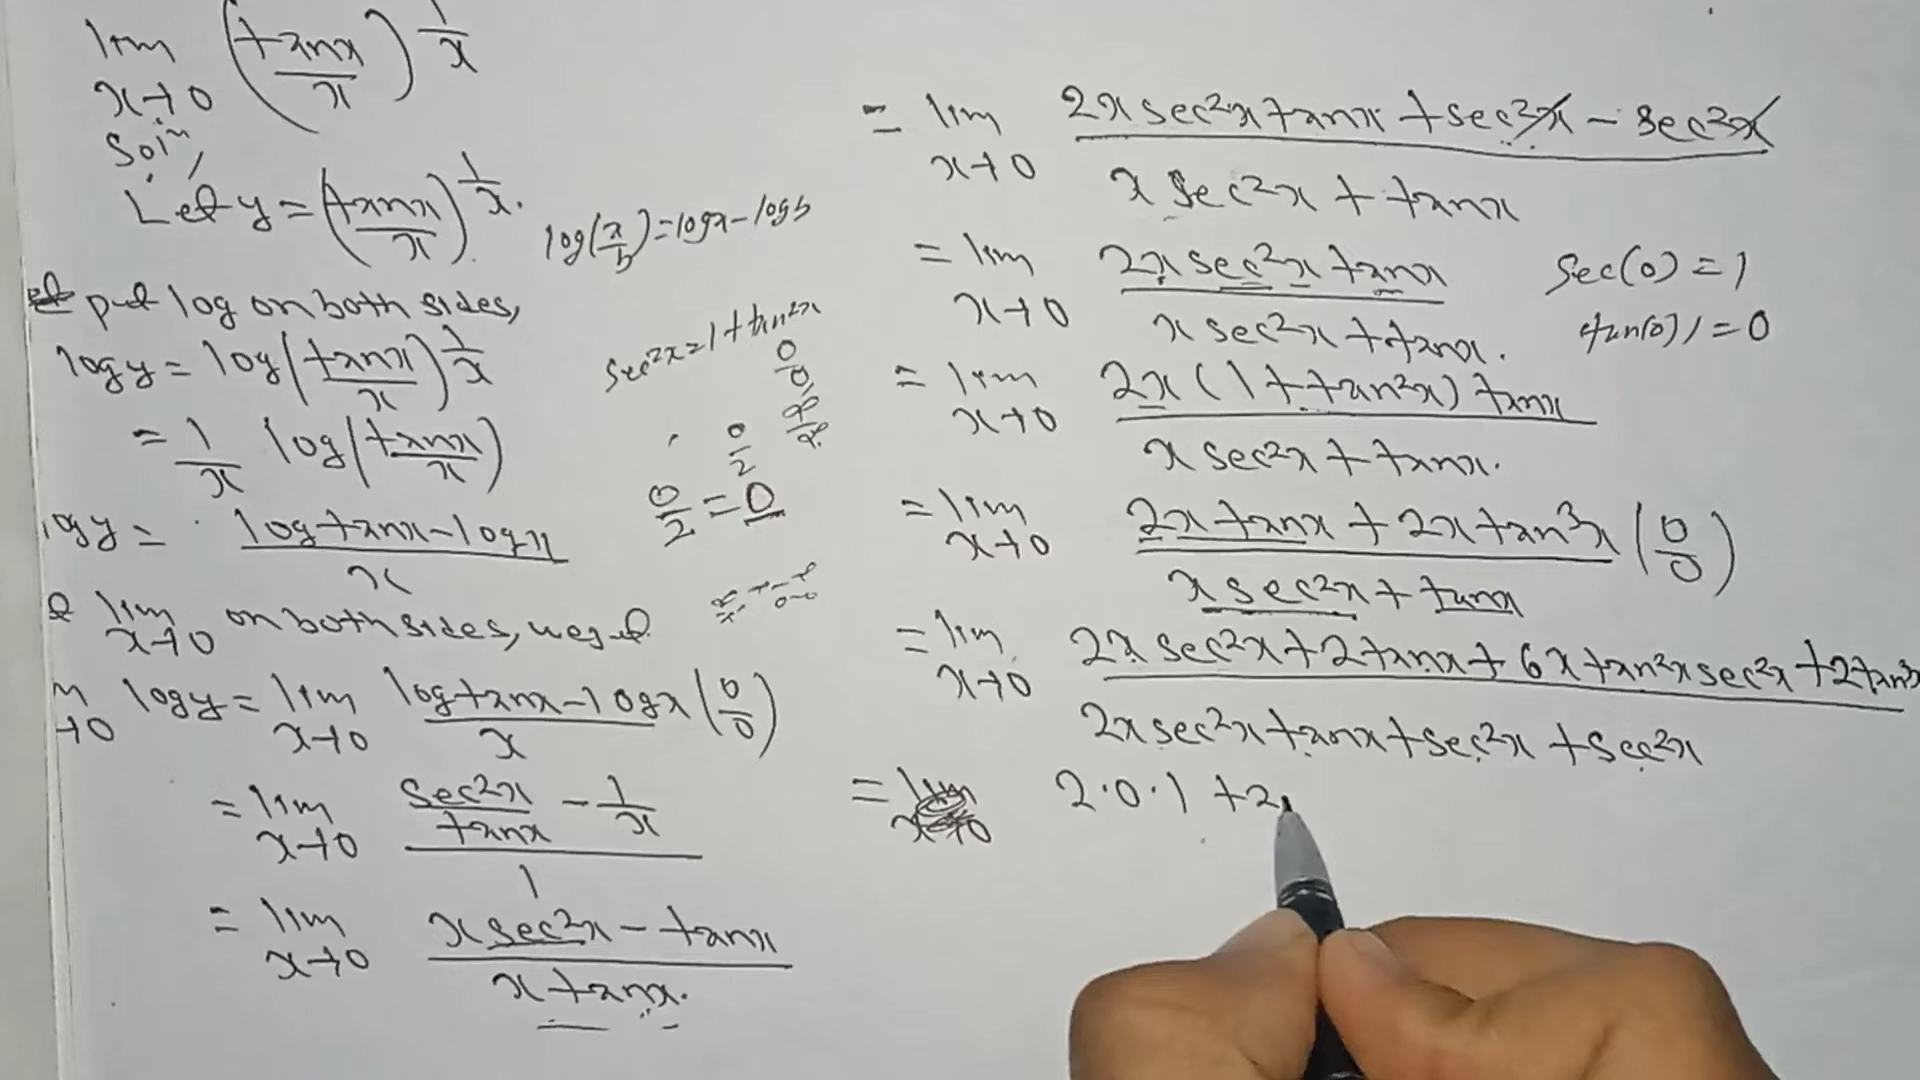 lim x→0 (tanx/x)^(1/x)
Soln,
Let y = (tanx/x)^(1/x).
log(a/b) = loga - logb
put log on both sides,
logy = log(tanx/x)^(1/x)
= 1/x log(tanx/x)
ogy = logtanx - logx / x
lim x→0 on both sides, we get
logy = lim x→0 logtanx - logx / x (0/0)
= lim x→0 sec²x/tanx - 1/x / 1
= lim x→0 x sec²x - tanx / x tanx.
sec²x = 1 + tan²x
0/0
∞/∞
0/2
0/2 = 0
= lim x→0 2x sec²x tanx + sec²x - sec²x / x sec²x + tanx
= lim x→0 2x sec²x tanx / x sec²x + tanx.
sec(0) = 1
tan(0) = 0
= lim x→0 2x (1 + tan²x) tanx / x sec²x + tanx.
= lim x→0 2x tanx + 2x tan³x / x sec²x + tanx (0/0)
= lim x→0 2x sec²x + 2tanx + 6x tan²x sec²x + 2tan³ / 2x sec²x tanx + sec²x + sec²x
= 2·0·1 + 2